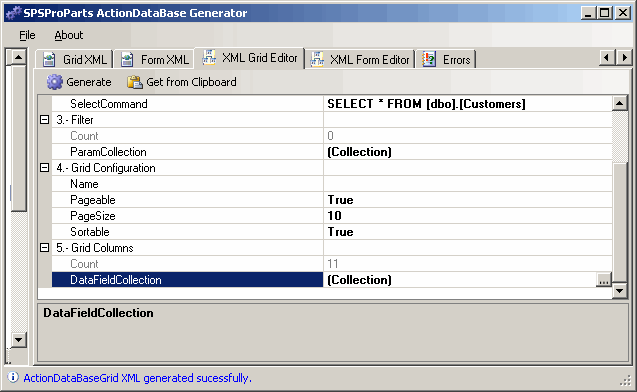 SPSProParts ActionDataBase Generator
File About
Grid XML Form XML XML Grid Editor XML Form Editor Errors
Generate Get from Clipboard
SelectCommand SELECT * FROM [dbo].[Customers]
3.- Filter
Count 0
ParamCollection (Collection)
4.- Grid Configuration
Name
Pageable True
PageSize 10
Sortable True
5.- Grid Columns
Count 11
DataFieldCollection (Collection) ...
DataFieldCollection
ActionDataBaseGrid XML generated sucessfully.